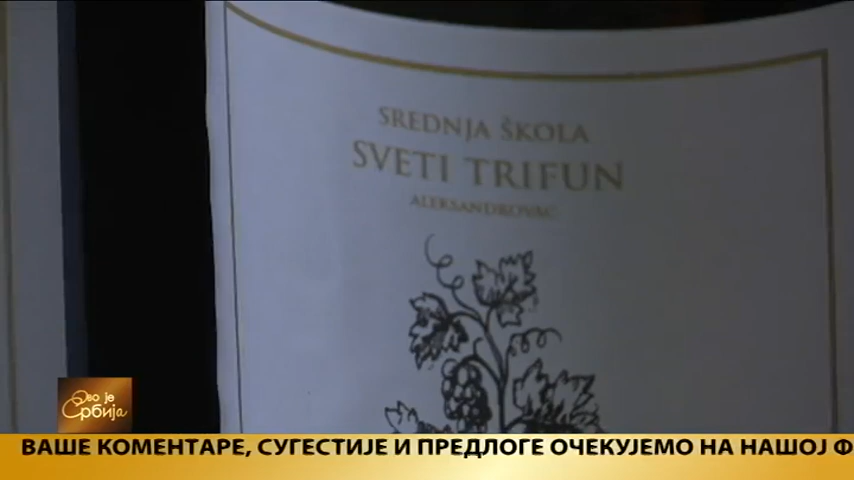 SREDNJA ŠKOLA
SVETI TRIFUN
ALEKSANDROVAC
Ово је
Србија
ВАШЕ КОМЕНТАРЕ, СУГЕСТИЈЕ И ПРЕДЛОГЕ ОЧЕКУЈЕМО НА НАШОЈ Ф